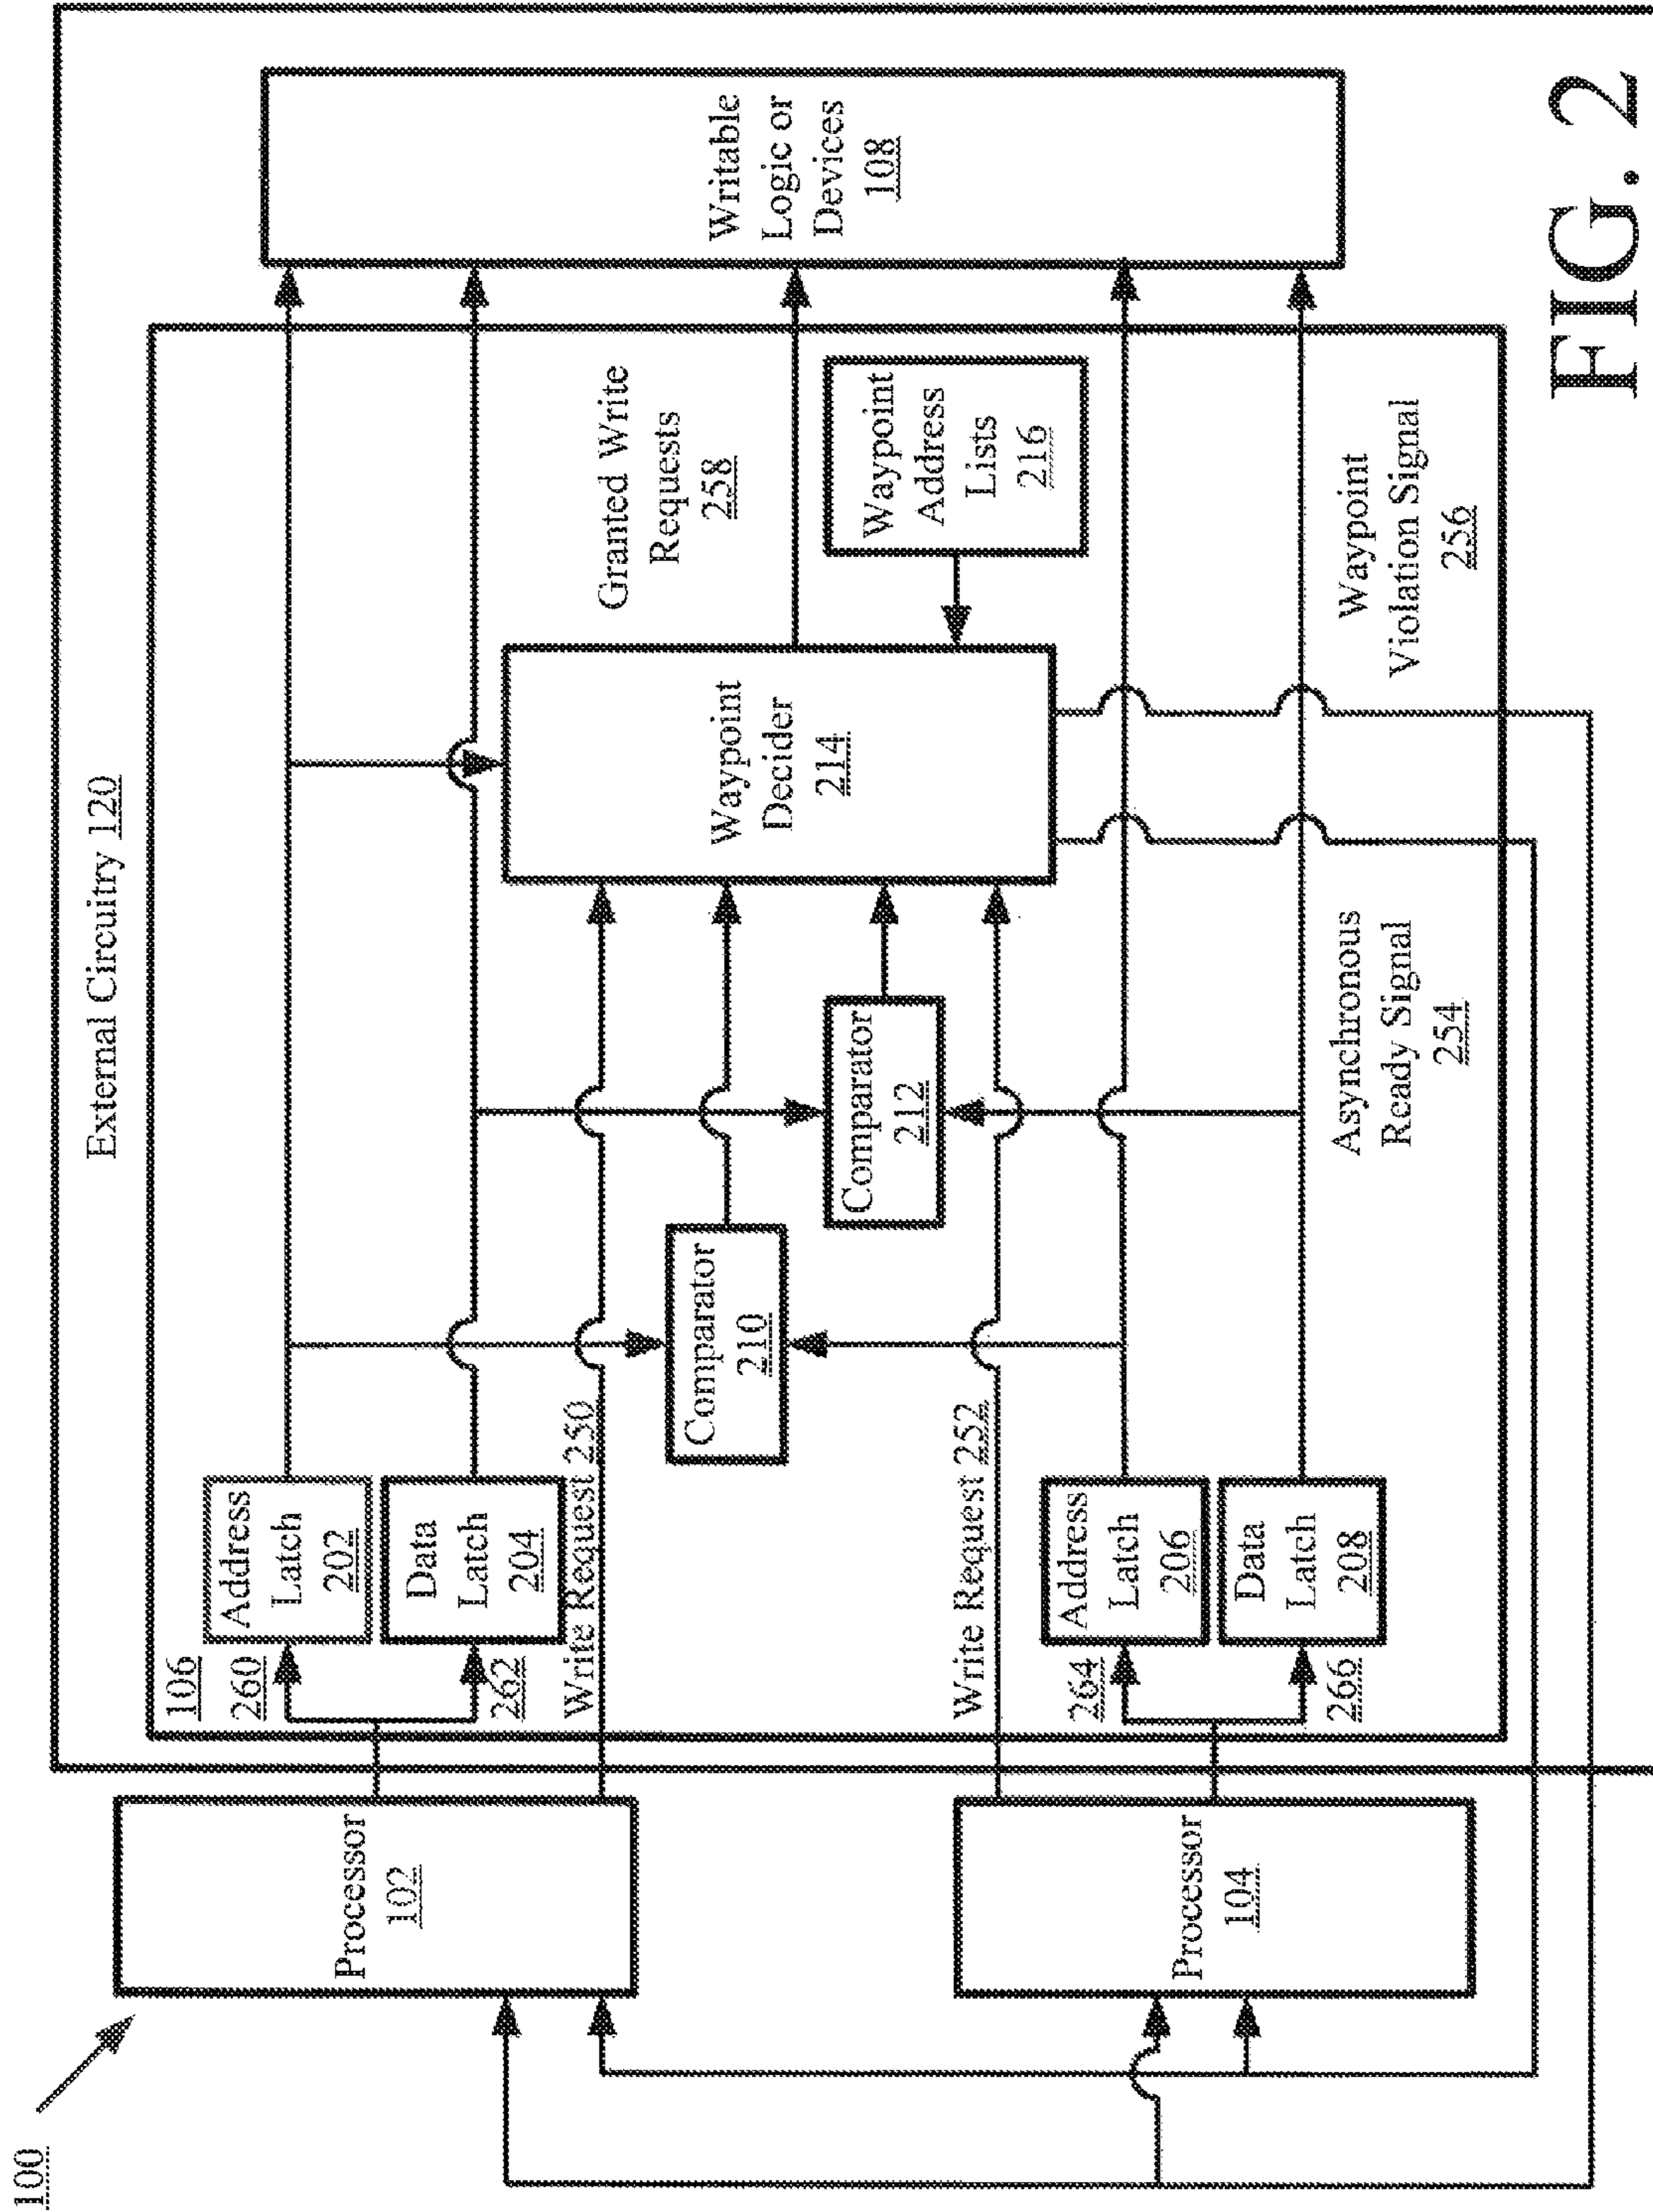 100
External Circuitry 120
Processor
102
Processor
104
106
260
262
Address
Latch
202
Data
Latch
204
Write Request 250
Write Request 252
264
266
Address
Latch
206
Data
Latch
208
Comparator
210
Comparator
212
Waypoint
Decider
214
Granted Write
Requests
258
Waypoint
Address
Lists
216
Asynchronous
Ready Signal
254
Waypoint
Violation Signal
256
Writable
Logic or
Devices
108
FIG. 2